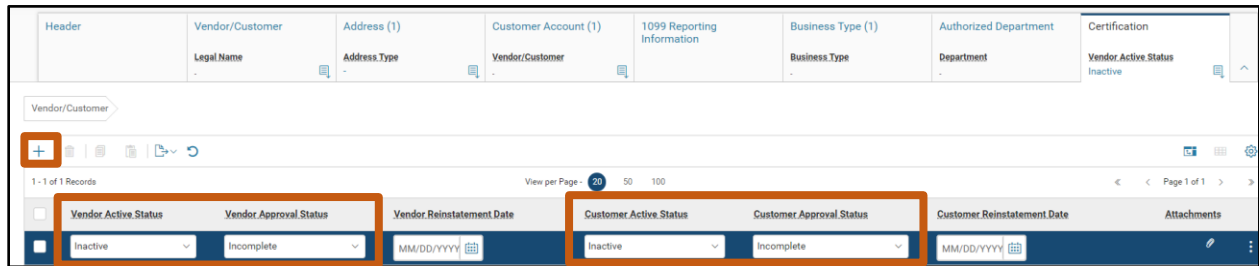 Header Vendor/Customer Address (1) Customer Account (1) 1099 Reporting Information Business Type (1) Authorized Department Certification
Legal Name Address Type Vendor/Customer Business Type Department Vendor Active Status
- - - - - Inactive
Vendor/Customer
1 - 1 of 1 Records View per Page - 20 50 100 Page 1 of 1
Vendor Active Status Vendor Approval Status Vendor Reinstatement Date Customer Active Status Customer Approval Status Customer Reinstatement Date Attachments
Inactive Incomplete MM/DD/YYYY Inactive Incomplete MM/DD/YYYY